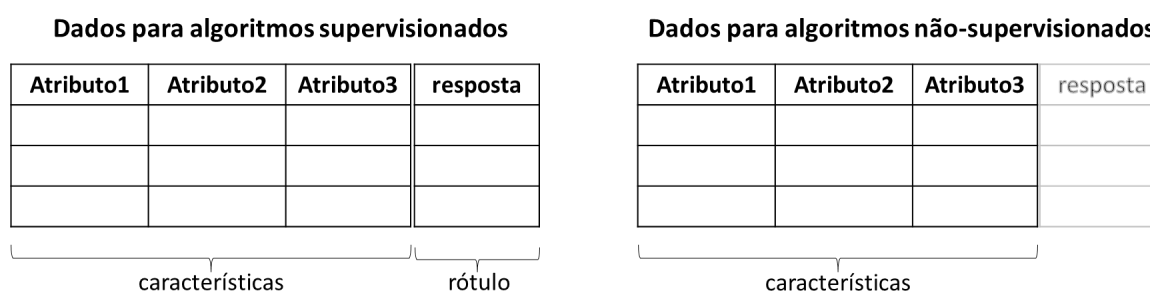 Dados para algoritmos supervisionados
Atributo1 Atributo2 Atributo3 resposta
características rótulo
Dados para algoritmos não-supervisionados
Atributo1 Atributo2 Atributo3 resposta
características